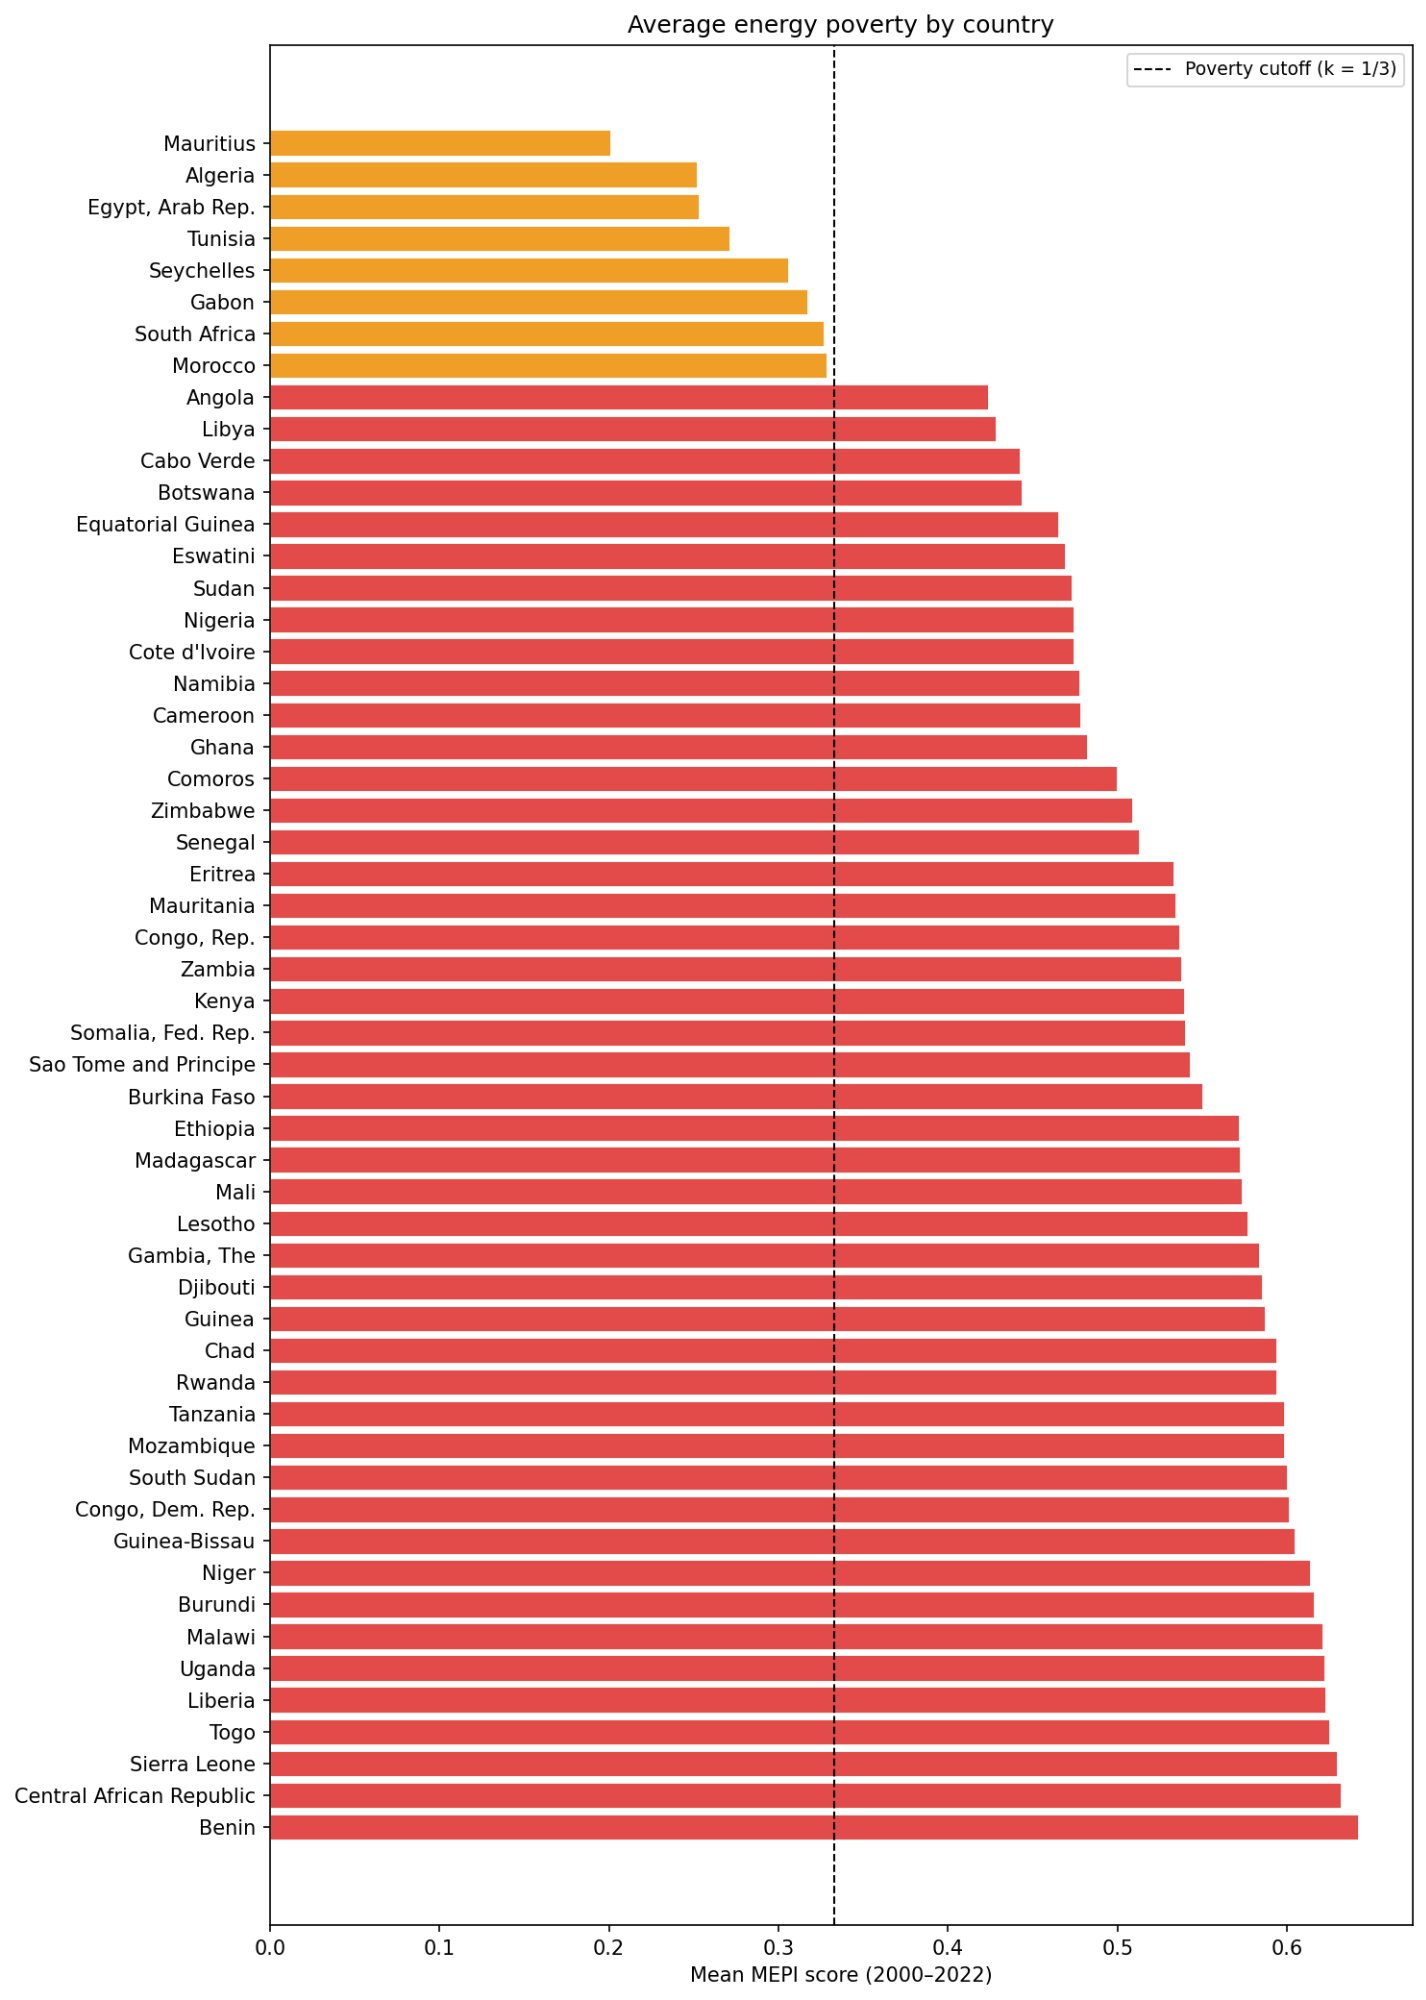 Average energy poverty by country
Poverty cutoff (k = 1/3)
Mauritius
Algeria
Egypt, Arab Rep.
Tunisia
Seychelles
Gabon
South Africa
Morocco
Angola
Libya
Cabo Verde
Botswana
Equatorial Guinea
Eswatini
Sudan
Nigeria
Cote d'Ivoire
Namibia
Cameroon
Ghana
Comoros
Zimbabwe
Senegal
Eritrea
Mauritania
Congo, Rep.
Zambia
Kenya
Somalia, Fed. Rep.
Sao Tome and Principe
Burkina Faso
Ethiopia
Madagascar
Mali
Lesotho
Gambia, The
Djibouti
Guinea
Chad
Rwanda
Tanzania
Mozambique
South Sudan
Congo, Dem. Rep.
Guinea-Bissau
Niger
Burundi
Malawi
Uganda
Liberia
Togo
Sierra Leone
Central African Republic
Benin
0.0 0.1 0.2 0.3 0.4 0.5 0.6
Mean MEPI score (2000–2022)